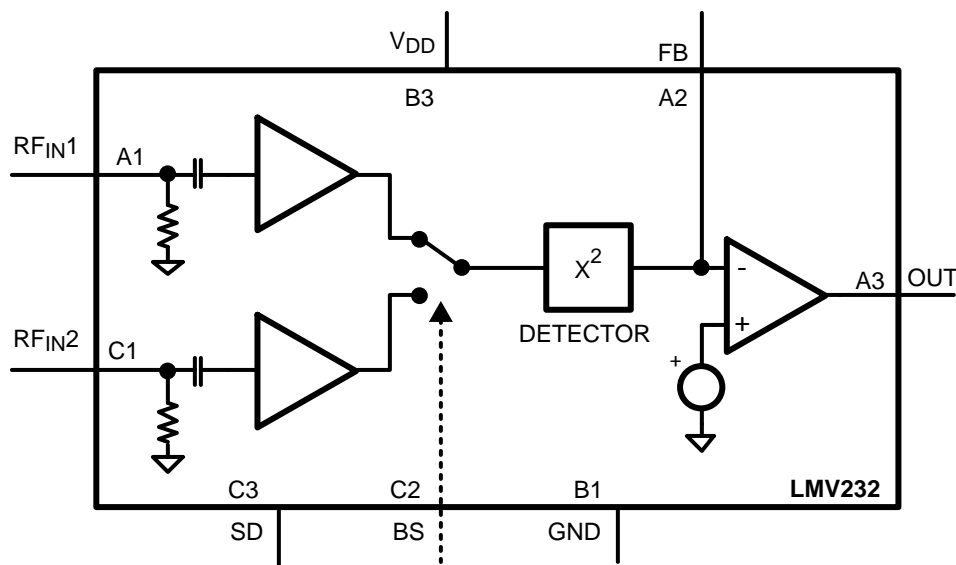 VDD
FB
B3
A2
RFIN1
A1
X2
-
A3
OUT
DETECTOR
+
+
RFIN2
C1
C3
C2
B1
LMV232
SD
BS
GND